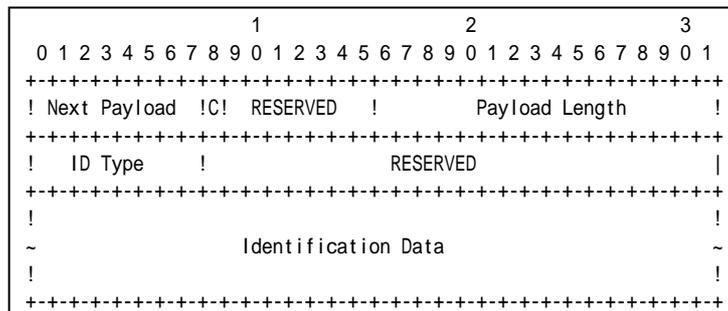 1                   2                   3
 0 1 2 3 4 5 6 7 8 9 0 1 2 3 4 5 6 7 8 9 0 1 2 3 4 5 6 7 8 9 0 1
+-+-+-+-+-+-+-+-+-+-+-+-+-+-+-+-+-+-+-+-+-+-+-+-+-+-+-+-+-+-+-+-+
! Next Payload  !C!  RESERVED   !         Payload Length        !
+-+-+-+-+-+-+-+-+-+-+-+-+-+-+-+-+-+-+-+-+-+-+-+-+-+-+-+-+-+-+-+-+
!   ID Type     !                 RESERVED                      |
+-+-+-+-+-+-+-+-+-+-+-+-+-+-+-+-+-+-+-+-+-+-+-+-+-+-+-+-+-+-+-+-+
!                                                               !
~                   Identification Data                         ~
!                                                               !
+-+-+-+-+-+-+-+-+-+-+-+-+-+-+-+-+-+-+-+-+-+-+-+-+-+-+-+-+-+-+-+-+